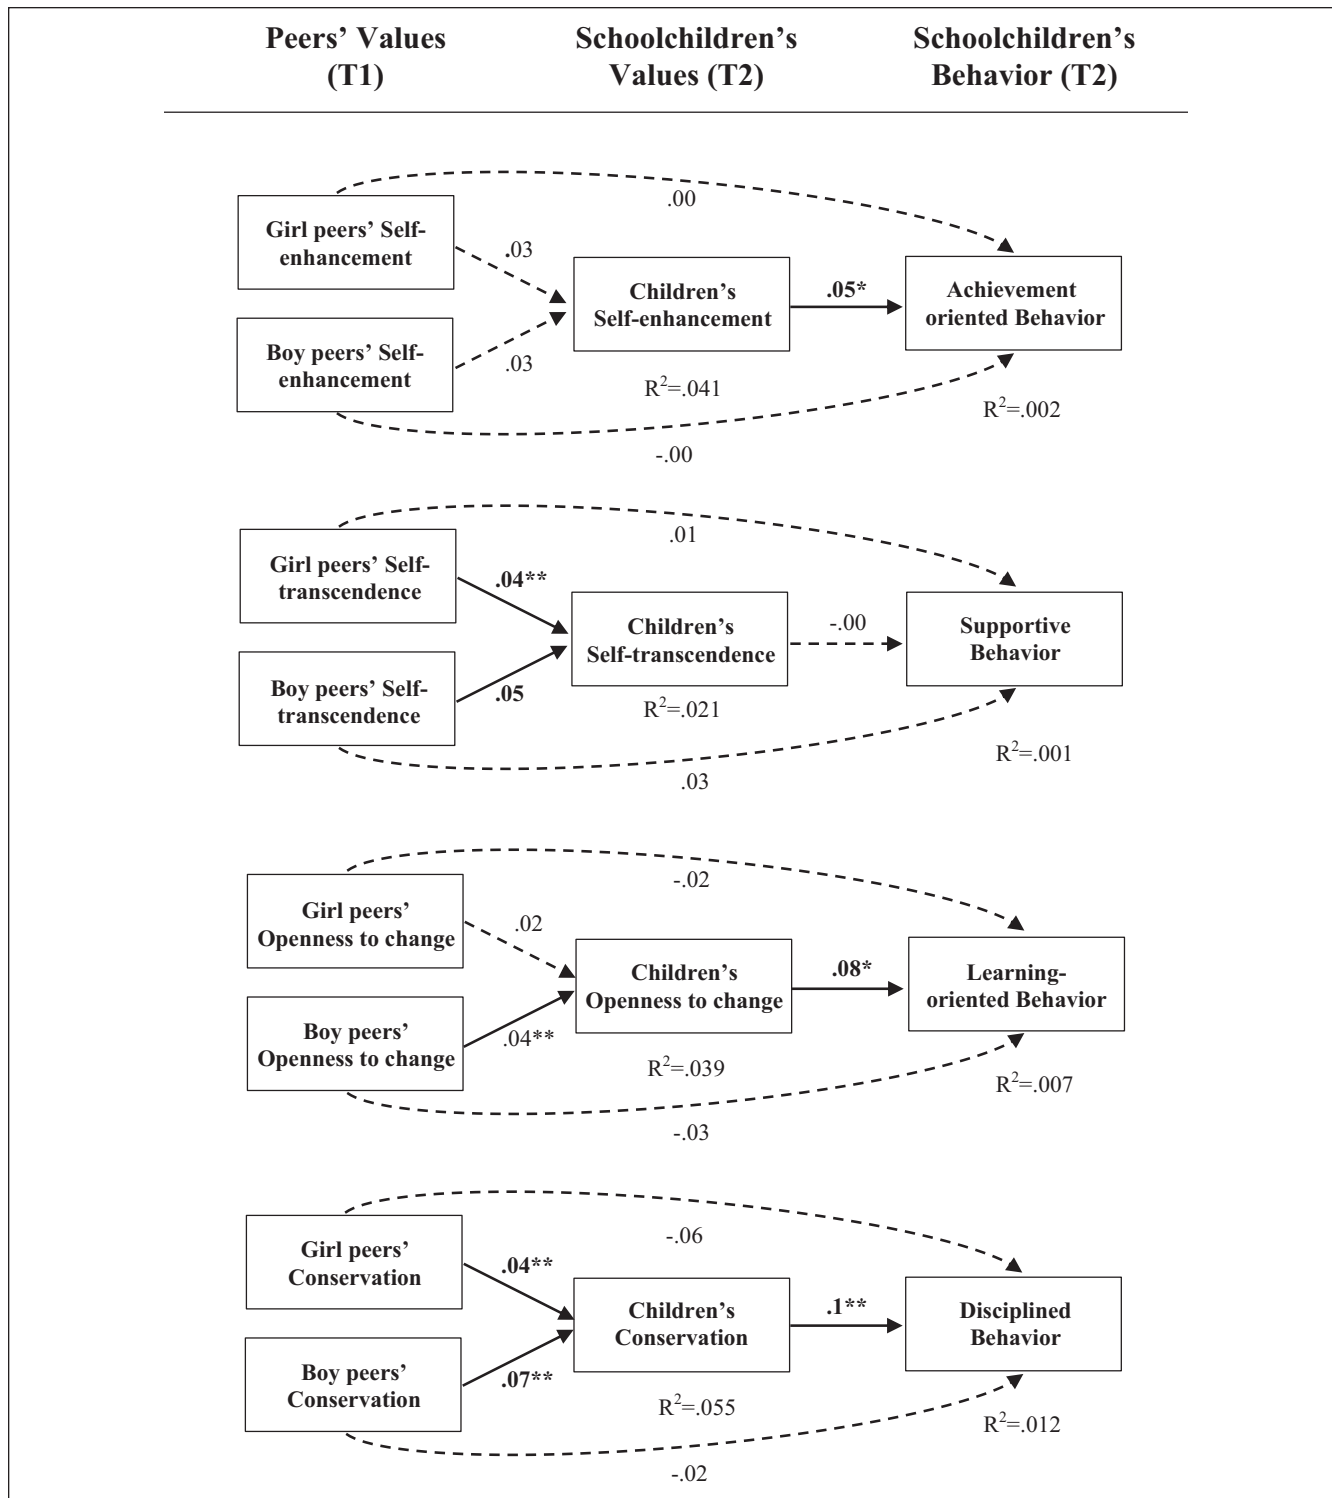 Peers’ Values
(T1)
Schoolchildren’s
Values (T2)
Schoolchildren’s
Behavior (T2)
.00
Girl peers’ Self-
enhancement
.03
Children’s
Self-enhancement
.05*
Achievement
oriented Behavior
Boy peers’ Self-
enhancement
.03
R²=.041
R²=.002
-.00
.01
Girl peers’ Self-
transcendence
.04**
Children’s
Self-transcendence
-.00
Supportive
Behavior
Boy peers’ Self-
transcendence
.05
R²=.021
R²=.001
.03
-.02
Girl peers’
Openness to change
.02
Children’s
Openness to change
.08*
Learning-
oriented Behavior
Boy peers’
Openness to change
.04**
R²=.039
R²=.007
-.03
-.06
Girl peers’
Conservation
.04**
Children’s
Conservation
.1**
Disciplined
Behavior
Boy peers’
Conservation
.07**
R²=.055
R²=.012
-.02